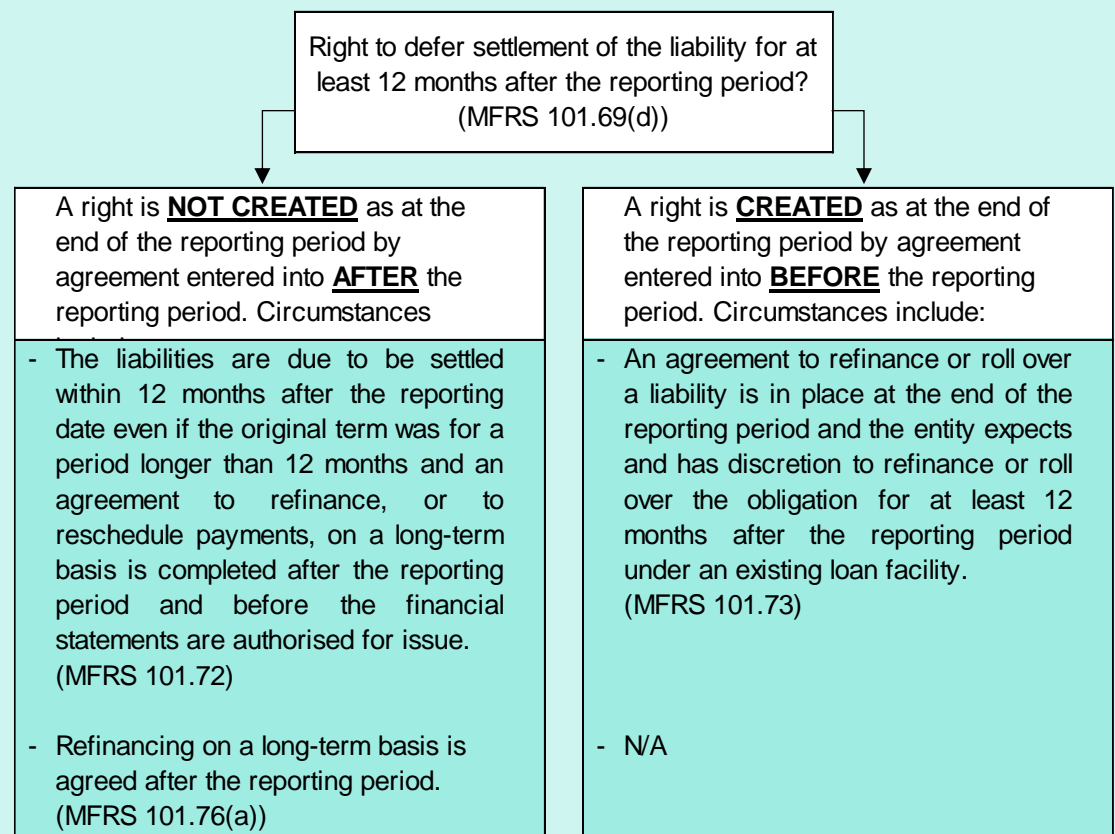 Right to defer settlement of the liability for at
least 12 months after the reporting period?
(MFRS 101.69(d))
A right is NOT CREATED as at the
end of the reporting period by
agreement entered into AFTER the
reporting period. Circumstances
- The liabilities are due to be settled
within 12 months after the reporting
date even if the original term was for a
period longer than 12 months and an
agreement to refinance, or to
reschedule payments, on a long-term
basis is completed after the reporting
period and before the financial
statements are authorised for issue.
(MFRS 101.72)
- Refinancing on a long-term basis is
agreed after the reporting period.
(MFRS 101.76(a))
A right is CREATED as at the end of
the reporting period by agreement
entered into BEFORE the reporting
period. Circumstances include:
- An agreement to refinance or roll over
a liability is in place at the end of the
reporting period and the entity expects
and has discretion to refinance or roll
over the obligation for at least 12
months after the reporting period
under an existing loan facility.
(MFRS 101.73)
- N/A